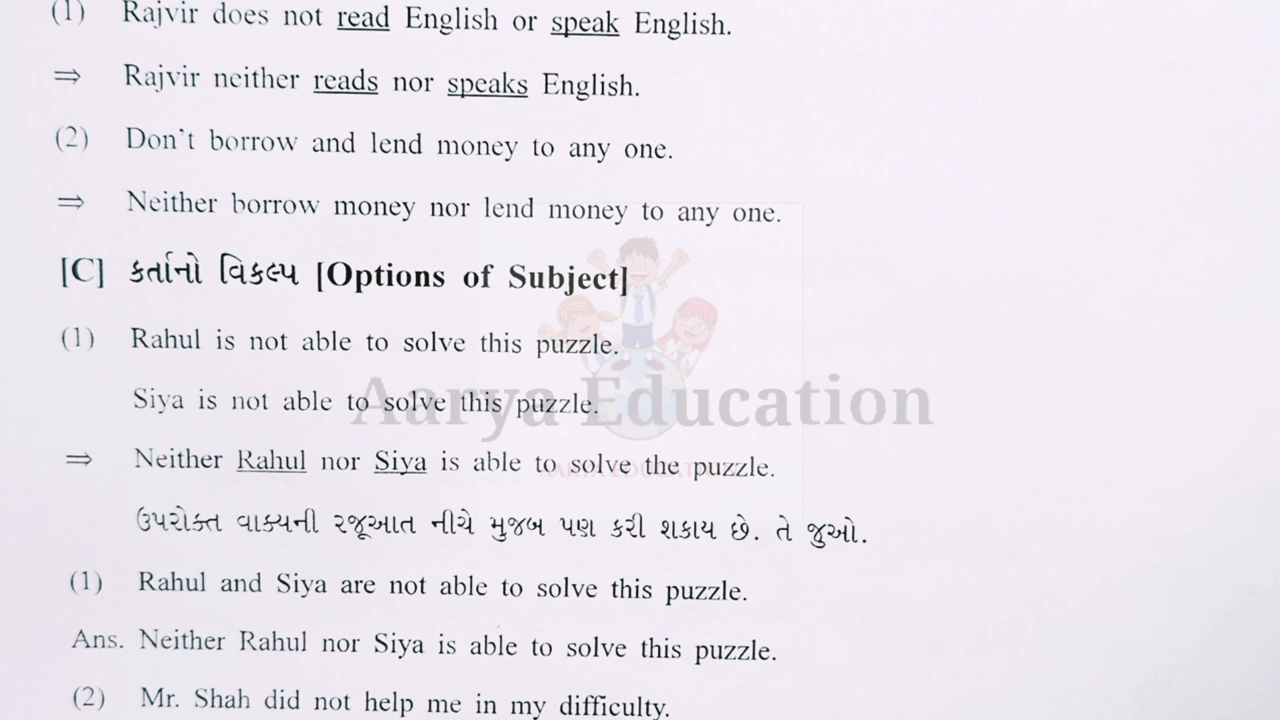 (1) Rajvir does not read English or speak English.
⇒ Rajvir neither reads nor speaks English.
(2) Don't borrow and lend money to any one.
⇒ Neither borrow money nor lend money to any one.
[C] કર્તાનો વિકલ્પ [Options of Subject]
(1) Rahul is not able to solve this puzzle.
Siya is not able to solve this puzzle.
Aarya Education
⇒ Neither Rahul nor Siya is able to solve the puzzle.
ઉપરોક્ત વાક્યની રજૂઆત નીચે મુજબ પણ કરી શકાય છે. તે જુઓ.
(1) Rahul and Siya are not able to solve this puzzle.
Ans. Neither Rahul nor Siya is able to solve this puzzle.
(2) Mr. Shah did not help me in my difficulty.